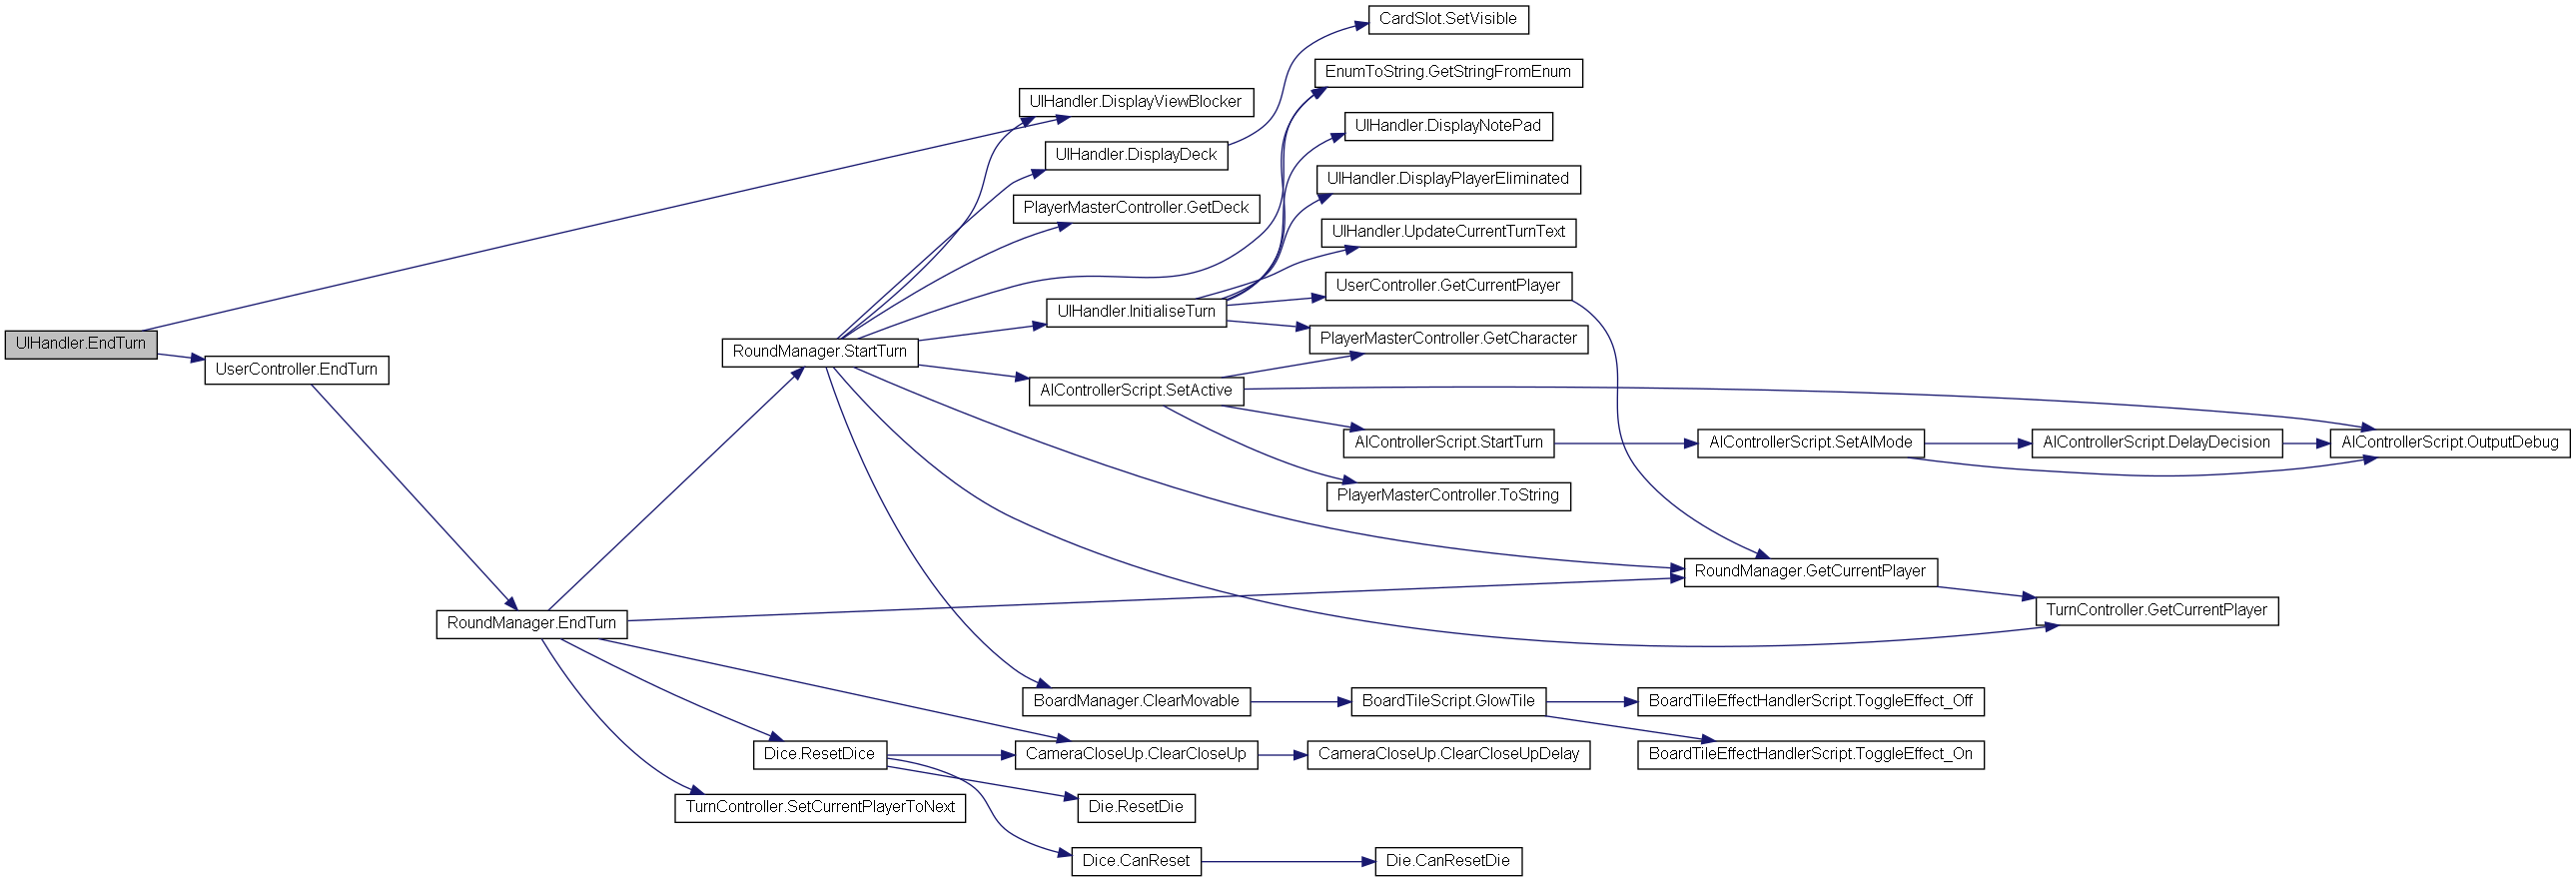 CardSlot.SetVisible
EnumToString.GetStringFromEnum
UIHandler.DisplayViewBlocker
UIHandler.DisplayNotePad
UIHandler.DisplayDeck
UIHandler.DisplayPlayerEliminated
PlayerMasterController.GetDeck
UIHandler.UpdateCurrentTurnText
UserController.GetCurrentPlayer
UIHandler.InitialiseTurn
PlayerMasterController.GetCharacter
UIHandler.EndTurn
RoundManager.StartTurn
UserController.EndTurn
AIControllerScript.SetActive
AIControllerScript.StartTurn
AIControllerScript.SetAIMode
AIControllerScript.DelayDecision
AIControllerScript.OutputDebug
PlayerMasterController.ToString
RoundManager.GetCurrentPlayer
TurnController.GetCurrentPlayer
RoundManager.EndTurn
BoardManager.ClearMovable
BoardTileScript.GlowTile
BoardTileEffectHandlerScript.ToggleEffect_Off
Dice.ResetDice
CameraCloseUp.ClearCloseUp
CameraCloseUp.ClearCloseUpDelay
BoardTileEffectHandlerScript.ToggleEffect_On
TurnController.SetCurrentPlayerToNext
Die.ResetDie
Dice.CanReset
Die.CanResetDie